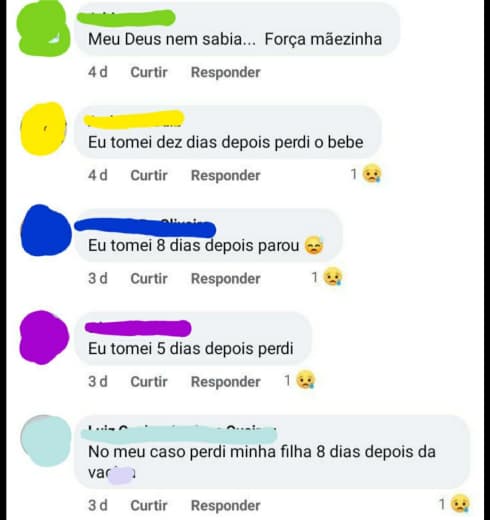 Meu Deus nem sabia... Força mãezinha
4 d Curtir Responder
Eu tomei dez dias depois perdi o bebe
4 d Curtir Responder 1
Eu tomei 8 dias depois parou
3 d Curtir Responder 1
Eu tomei 5 dias depois perdi
3 d Curtir Responder 1
No meu caso perdi minha filha 8 dias depois da
3 d Curtir Responder 1